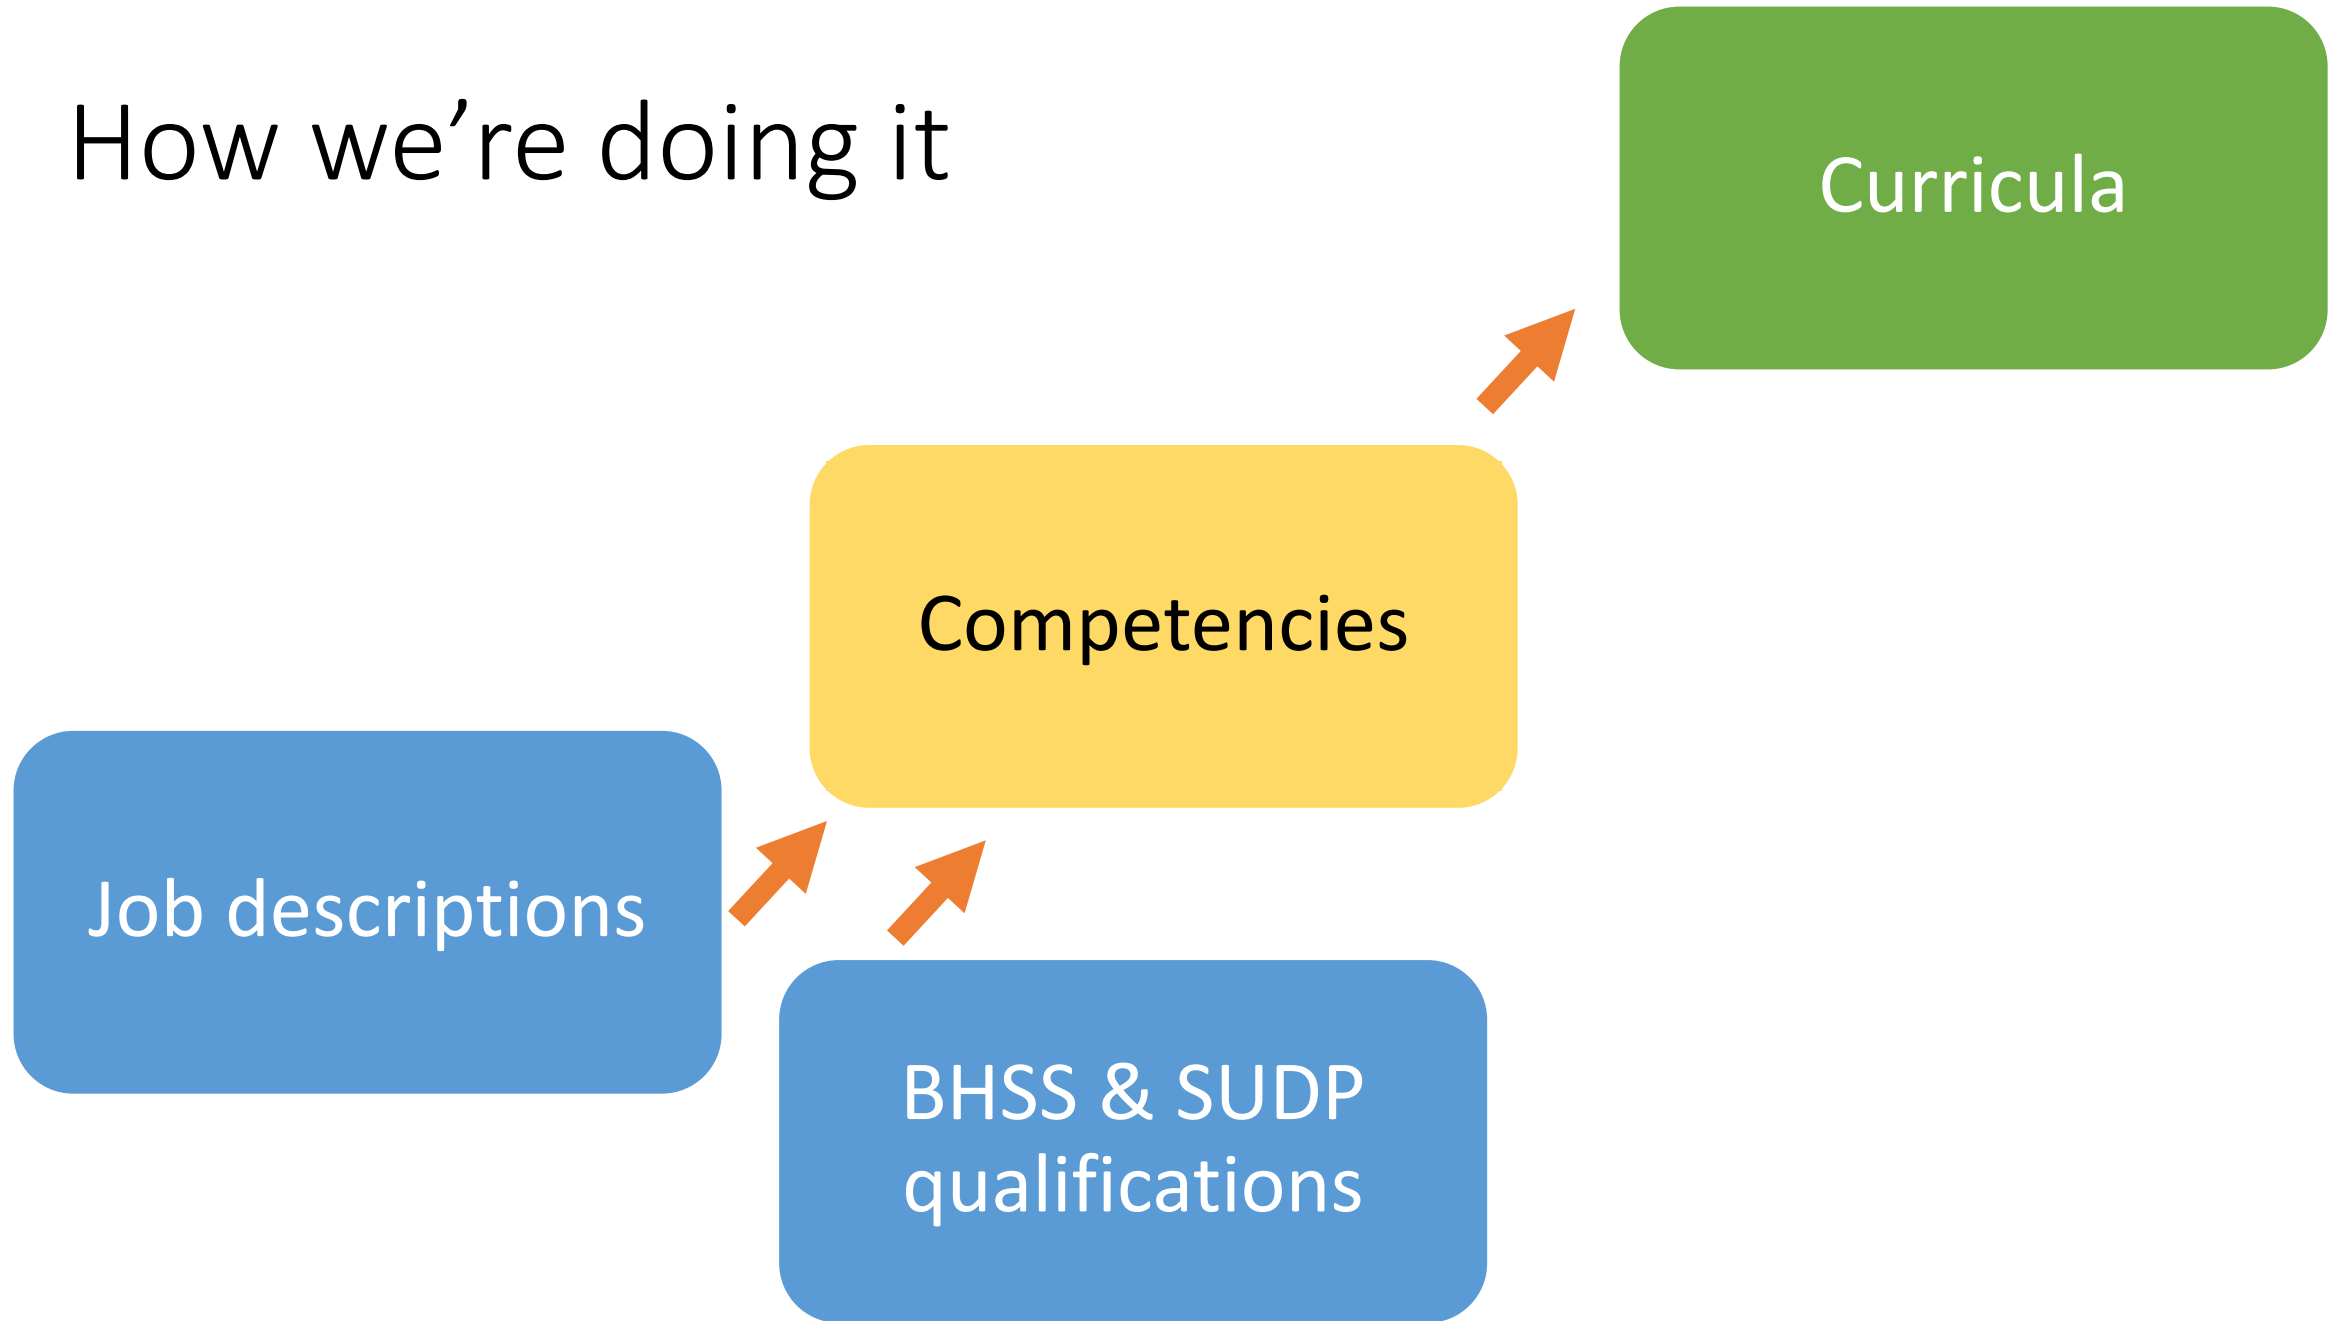 How we’re doing it
Curricula
Competencies
Job descriptions
BHSS & SUDP
qualifications